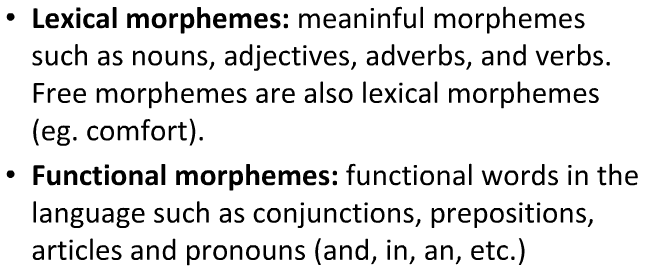 • Lexical morphemes: meaninful morphemes
such as nouns, adjectives, adverbs, and verbs.
Free morphemes are also lexical morphemes
(eg. comfort).
• Functional morphemes: functional words in the
language such as conjunctions, prepositions,
articles and pronouns (and, in, an, etc.)